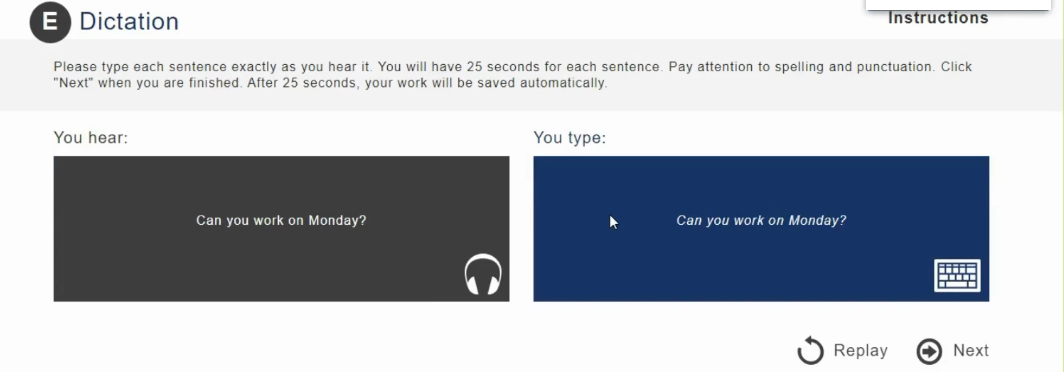 E Dictation
Instructions
Please type each sentence exactly as you hear it. You will have 25 seconds for each sentence. Pay attention to spelling and punctuation. Click
"Next" when you are finished. After 25 seconds, your work will be saved automatically.
You hear:
You type:
Can you work on Monday?
Can you work on Monday?
Replay
Next